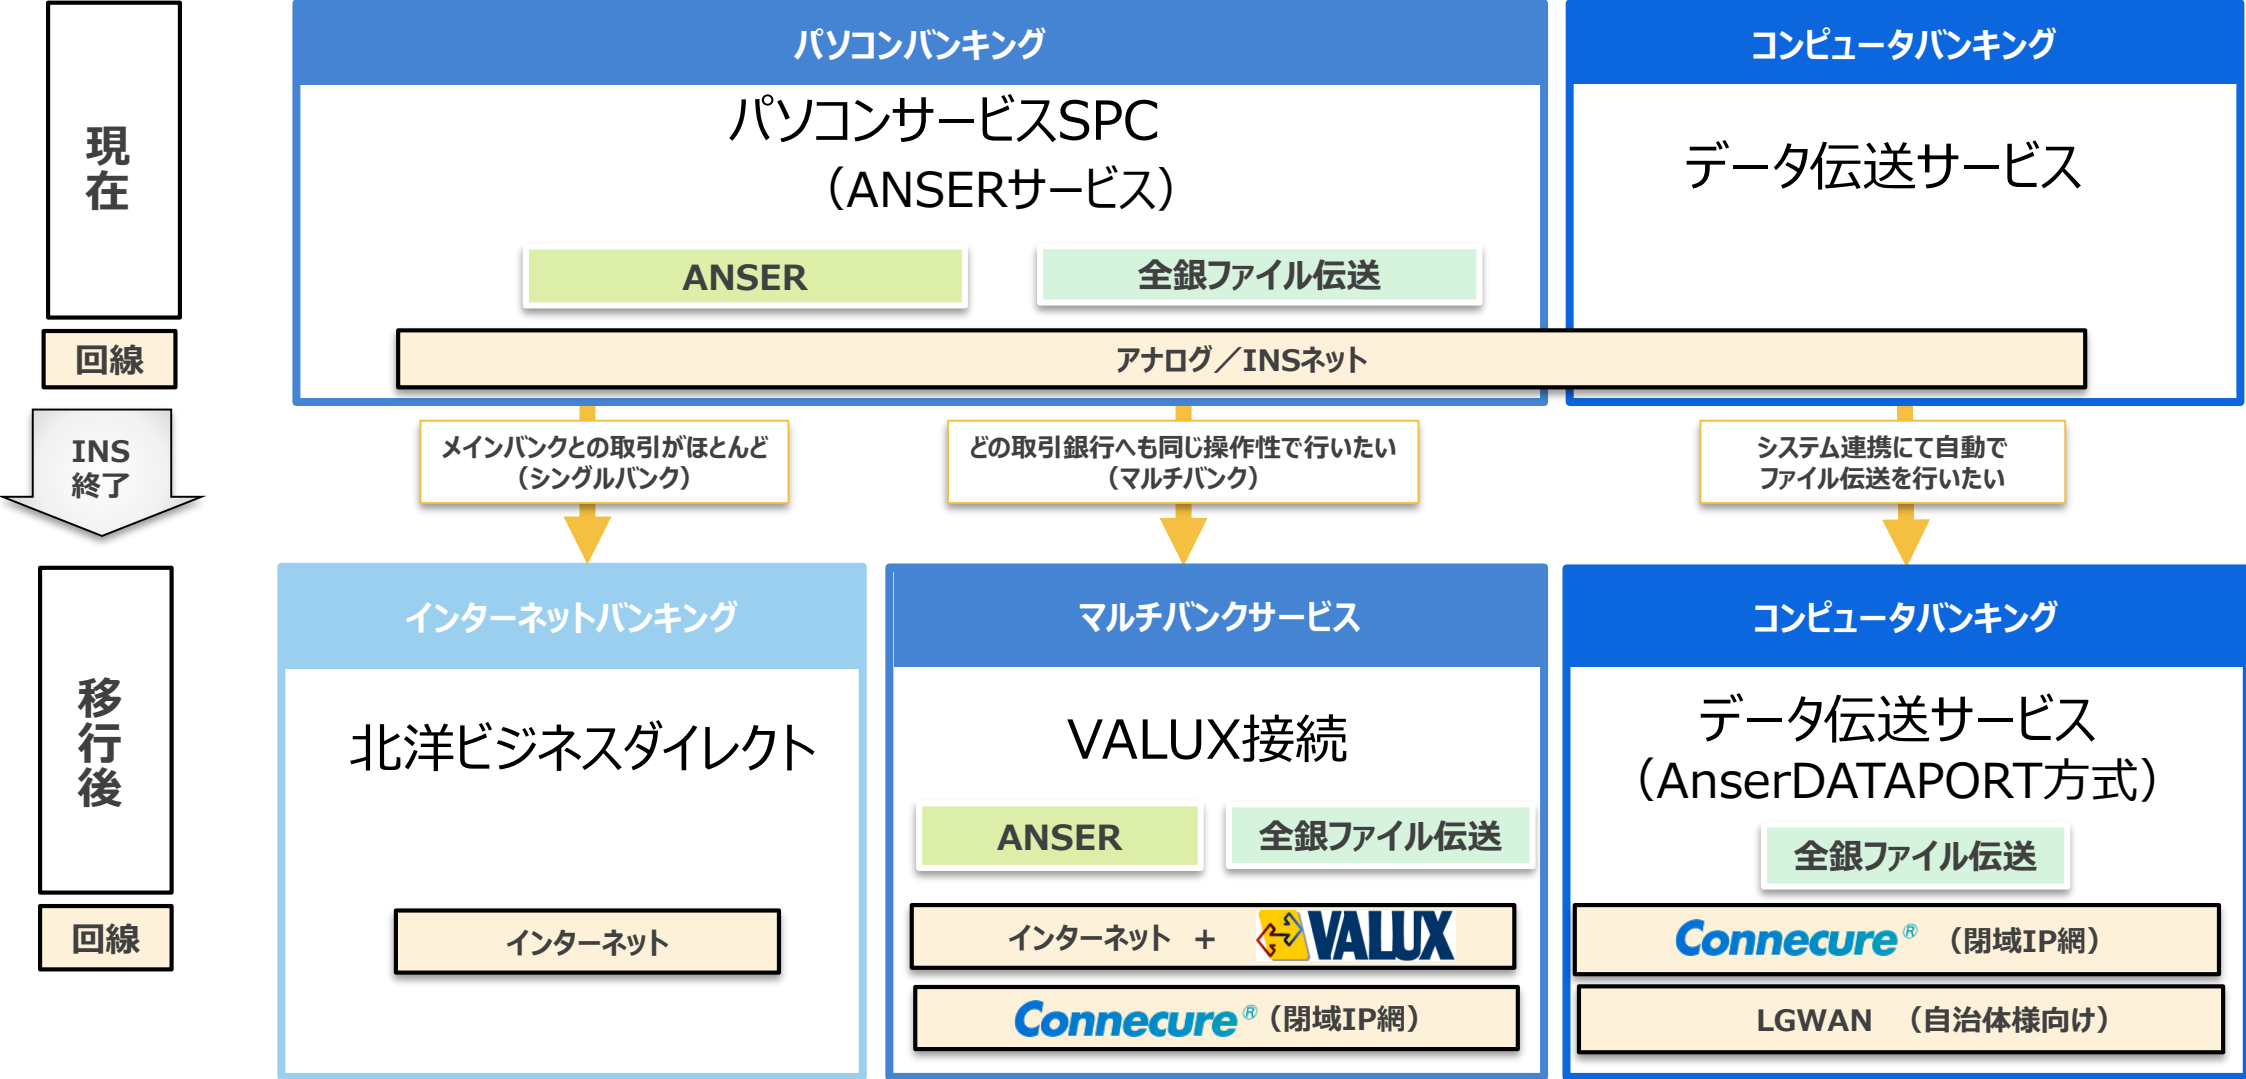 現在
パソコンバンキング
パソコンサービスSPC
（ANSERサービス）
ANSER
全銀ファイル伝送
コンピュータバンキング
データ伝送サービス
回線
アナログ／INSネット
INS
終了
メインバンクとの取引がほとんど
（シングルバンク）
どの取引銀行へも同じ操作性で行いたい
（マルチバンク）
システム連携にて自動で
ファイル伝送を行いたい
移行後
インターネットバンキング
北洋ビジネスダイレクト
マルチバンクサービス
VALUX接続
ANSER
全銀ファイル伝送
コンピュータバンキング
データ伝送サービス
（AnserDATAPORT方式）
全銀ファイル伝送
回線
インターネット
インターネット + VALUX
Connecure®（閉域IP網）
Connecure®（閉域IP網）
LGWAN （自治体様向け）